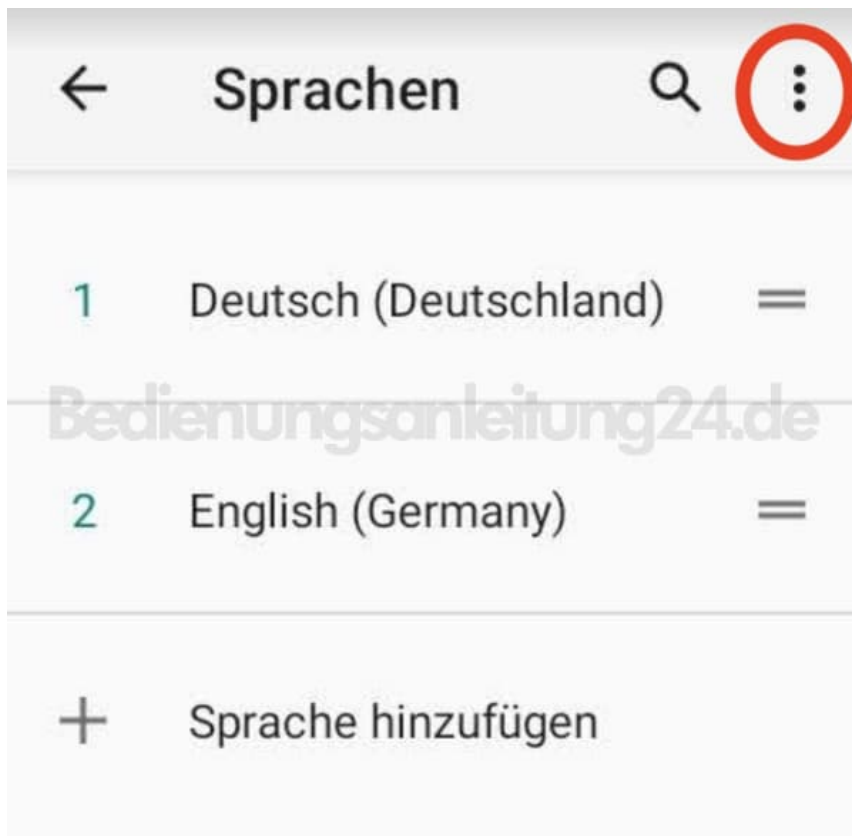 Sprachen
1 Deutsch (Deutschland)
Bedienungsanleitung24.de
2 English (Germany)
Sprache hinzufügen